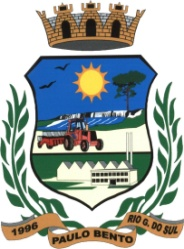 1996
PAULO BENTO
RIO G. DO SUL